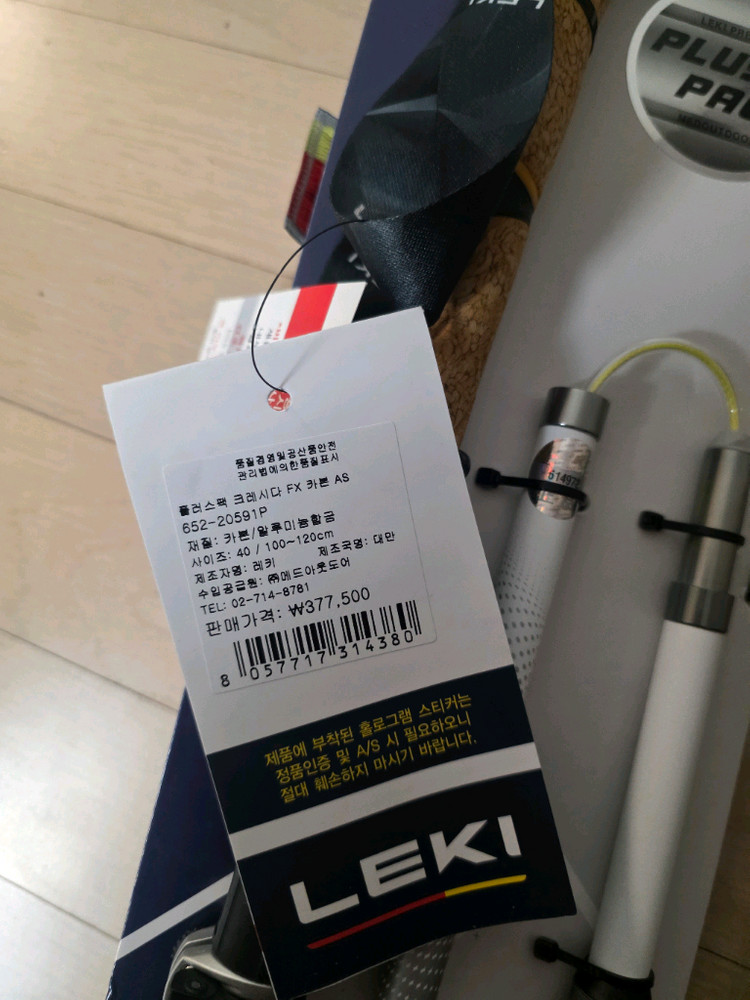 PLUS
PA
품질경영및공산품안전
관리법에의한품질표시
플러스팩 크레시다 FX 카본 AS
652-20591P
재질: 카본/알루미늄합금
사이즈: 40 / 100~120cm
제조자명: 레키 제조국명: 대만
수입공급원: ㈜메드아웃도어
TEL: 02-714-8781
판매가격: ₩377,500
8 057717 314380
제품에 부착된 홀로그램 스티커는
정품인증 및 A/S 시 필요하오니
절대 훼손하지 마시기 바랍니다.
LEKI